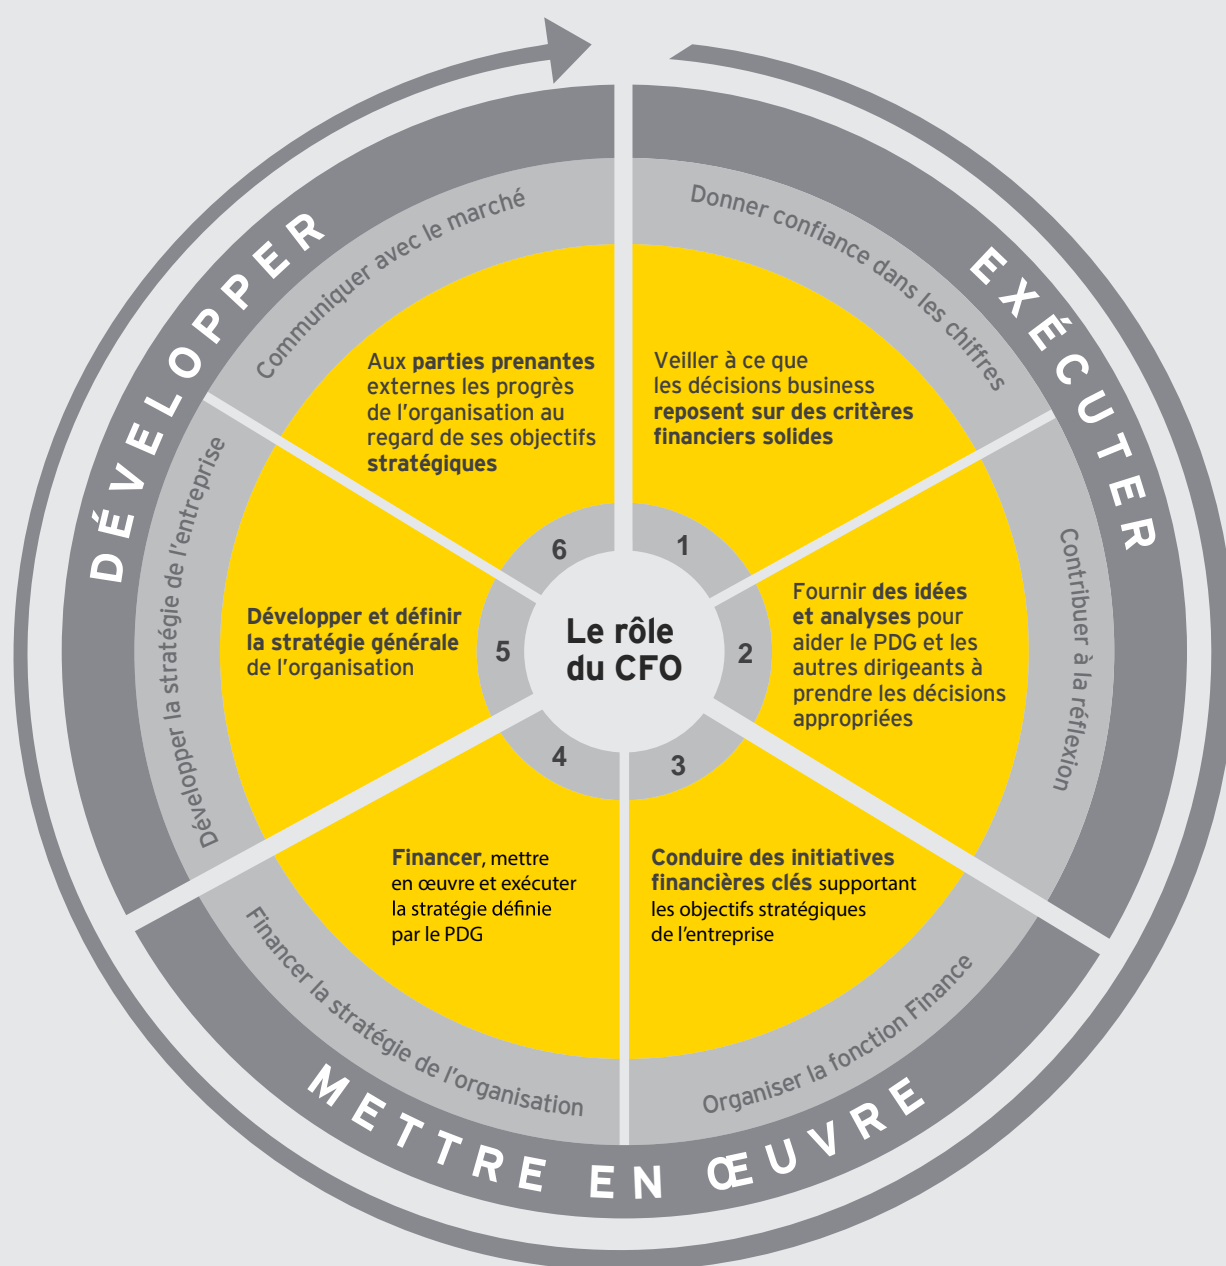 Le rôle
du CFO
EXÉCUTER
Donner confiance dans les chiffres
1
Veiller à ce que
les décisions business
reposent sur des critères
financiers solides
Contribuer à la réflexion
2
Fournir des idées
et analyses pour
aider le PDG et les
autres dirigeants à
prendre les décisions
appropriées
METTRE EN ŒUVRE
Organiser la fonction Finance
3
Conduire des initiatives
financières clés supportant
les objectifs stratégiques
de l'entreprise
Financer la stratégie de l'organisation
4
Financer, mettre
en œuvre et exécuter
la stratégie définie
par le PDG
DÉVELOPPER
Développer la stratégie de l'entreprise
5
Développer et définir
la stratégie générale
de l'organisation
Communiquer avec le marché
6
Aux parties prenantes
externes les progrès
de l'organisation au
regard de ses objectifs
stratégiques